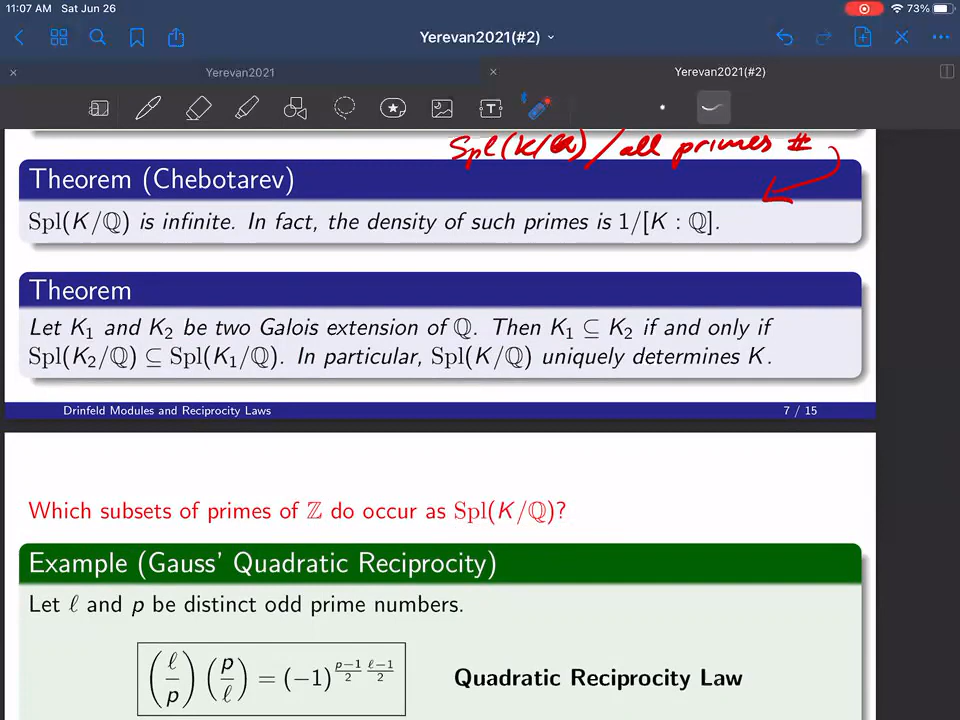 11:07 AM Sat Jun 26
73%
Yerevan2021(#2)
Yerevan2021
Yerevan2021(#2)
T
Spl(K/Q)/all primes #
Theorem (Chebotarev)
Spl(K/ℚ) is infinite. In fact, the density of such primes is 1/[K : ℚ].
Theorem
Let K₁ and K₂ be two Galois extension of ℚ. Then K₁ ⊆ K₂ if and only if
Spl(K₂/ℚ) ⊆ Spl(K₁/ℚ). In particular, Spl(K/ℚ) uniquely determines K.
Drinfeld Modules and Reciprocity Laws 7 / 15
Which subsets of primes of ℤ do occur as Spl(K/ℚ)?
Example (Gauss' Quadratic Reciprocity)
Let ℓ and p be distinct odd prime numbers.
(ℓ/p) (p/ℓ) = (−1)^{(p−1)/2 (ℓ−1)/2} Quadratic Reciprocity Law